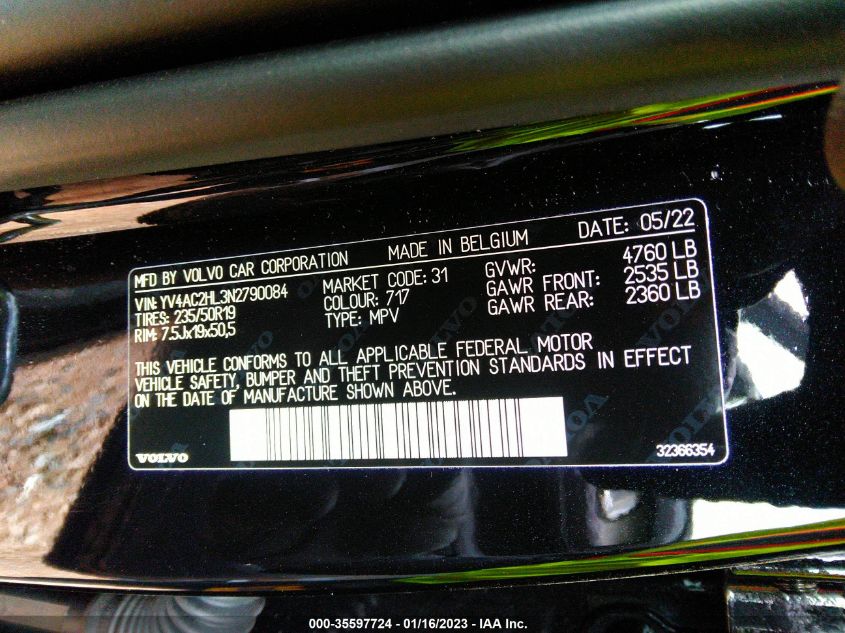 MFD BY VOLVO CAR CORPORATION MADE IN BELGIUM DATE: 05/22
VIN: YV4AC2HL3N2790084 MARKET CODE: 31 GVWR: 4760 LB
TIRES: 235/50R19 COLOUR: 717 GAWR FRONT: 2535 LB
RIM: 7.5Jx19x50,5 TYPE: MPV GAWR REAR: 2360 LB
THIS VEHICLE CONFORMS TO ALL APPLICABLE FEDERAL MOTOR
VEHICLE SAFETY, BUMPER AND THEFT PREVENTION STANDARDS IN EFFECT
ON THE DATE OF MANUFACTURE SHOWN ABOVE.
VOLVO 32366354
000-35597724 - 01/16/2023 - IAA Inc.